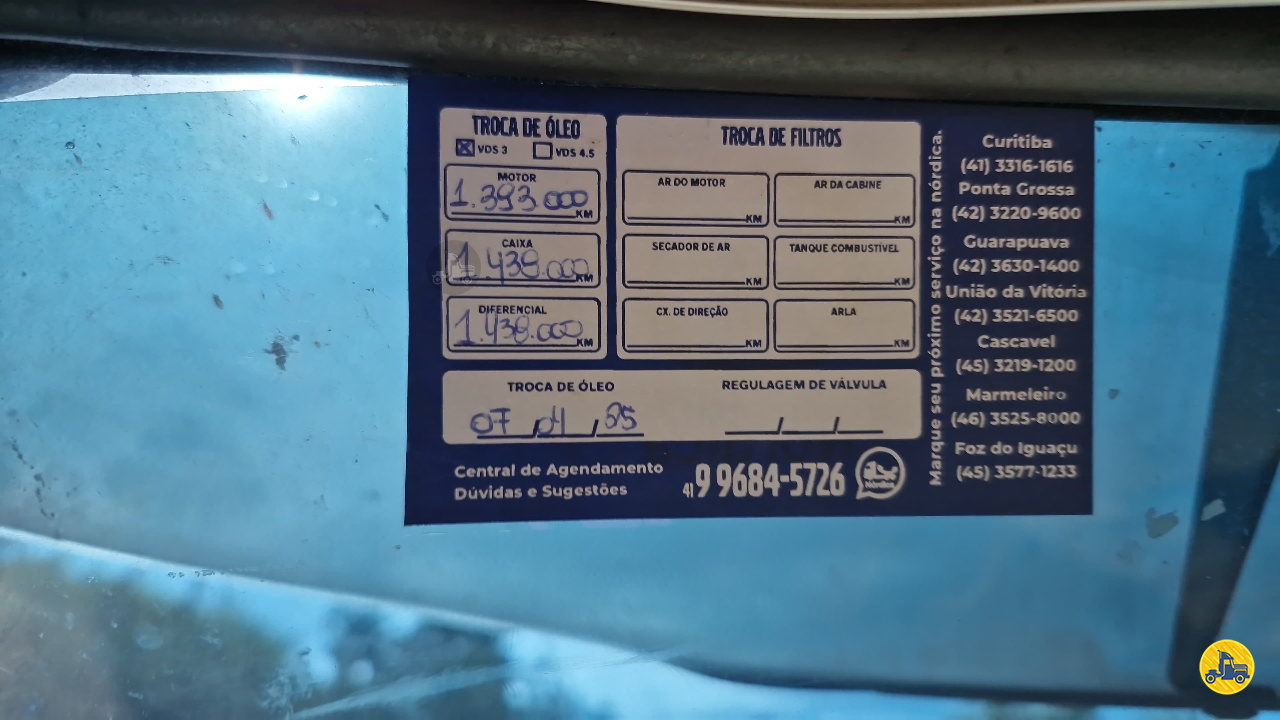 TROCA DE ÓLEO
VDS 3 VDS 4.5
MOTOR
1.393.000 KM
CAIXA
1.438.000 KM
DIFERENCIAL
1.438.000 KM
TROCA DE FILTROS
AR DO MOTOR
KM
AR DA CABINE
KM
SECADOR DE AR
KM
TANQUE COMBUSTÍVEL
KM
CX. DE DIREÇÃO
KM
ARLA
KM
TROCA DE ÓLEO
07/04/
REGULAGEM DE VÁLVULA
Central de Agendamento
Dúvidas e Sugestões
41 9 9684-5726
Nórdica
Marque seu próximo serviço na nórdica.
Curitiba
(41) 3316-1616
Ponta Grossa
(42) 3220-9600
Guarapuava
(42) 3630-1400
União da Vitória
(42) 3521-6500
Cascavel
(45) 3219-1200
Marmeleiro
(46) 3525-8000
Foz do Iguaçu
(45) 3577-1233